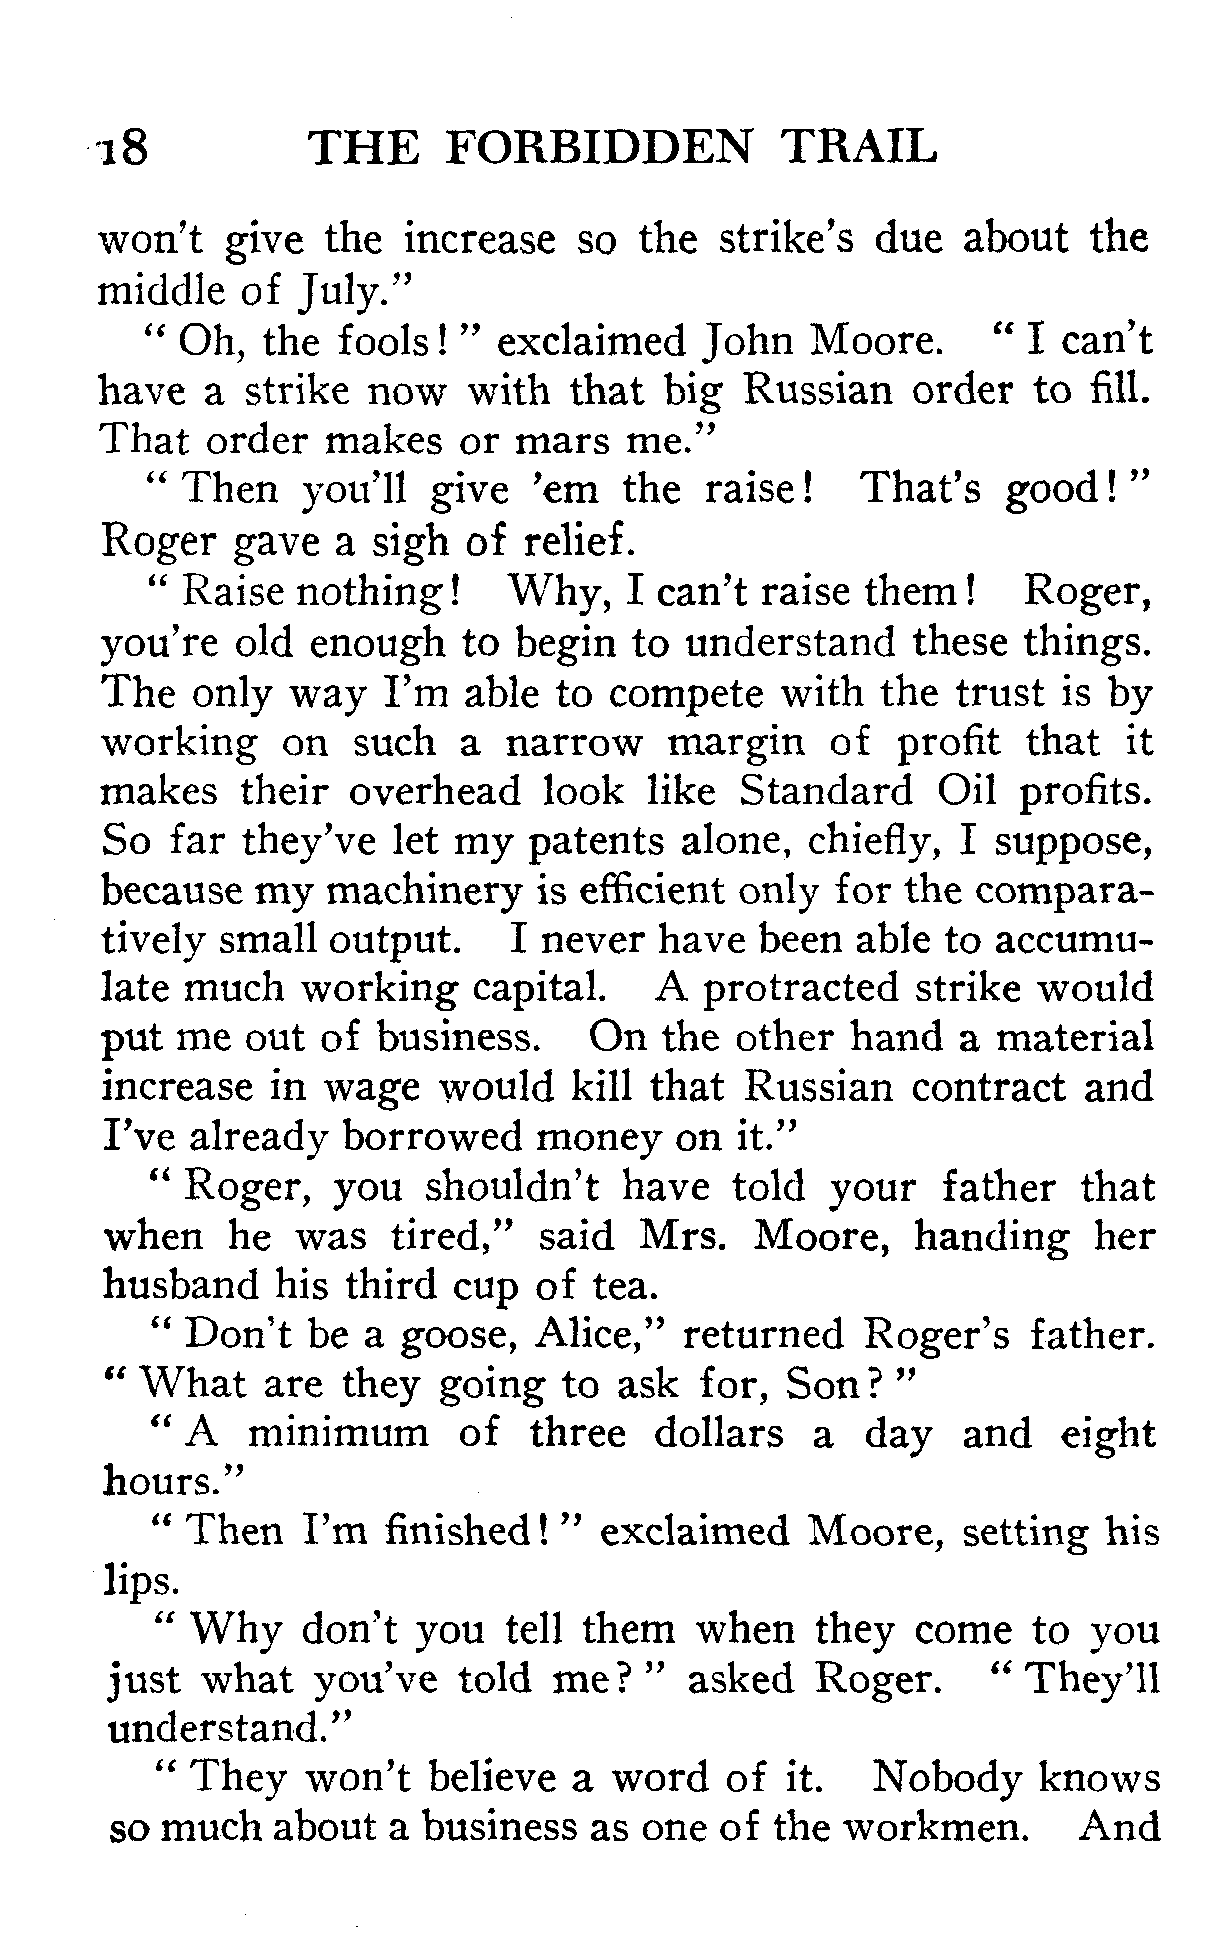 18 THE FORBIDDEN TRAIL
won't give the increase so the strike's due about the
middle of July."
" Oh, the fools! " exclaimed John Moore. " I can't
have a strike now with that big Russian order to fill.
That order makes or mars me."
" Then you'll give 'em the raise! That's good! "
Roger gave a sigh of relief.
" Raise nothing! Why, I can't raise them! Roger,
you're old enough to begin to understand these things.
The only way I'm able to compete with the trust is by
working on such a narrow margin of profit that it
makes their overhead look like Standard Oil profits.
So far they've let my patents alone, chiefly, I suppose,
because my machinery is efficient only for the compara-
tively small output. I never have been able to accumu-
late much working capital. A protracted strike would
put me out of business. On the other hand a material
increase in wage would kill that Russian contract and
I've already borrowed money on it."
" Roger, you shouldn't have told your father that
when he was tired," said Mrs. Moore, handing her
husband his third cup of tea.
" Don't be a goose, Alice," returned Roger's father.
" What are they going to ask for, Son? "
" A minimum of three dollars a day and eight
hours."
" Then I'm finished! " exclaimed Moore, setting his
lips.
" Why don't you tell them when they come to you
just what you've told me? " asked Roger. " They'll
understand."
" They won't believe a word of it. Nobody knows
so much about a business as one of the workmen. And